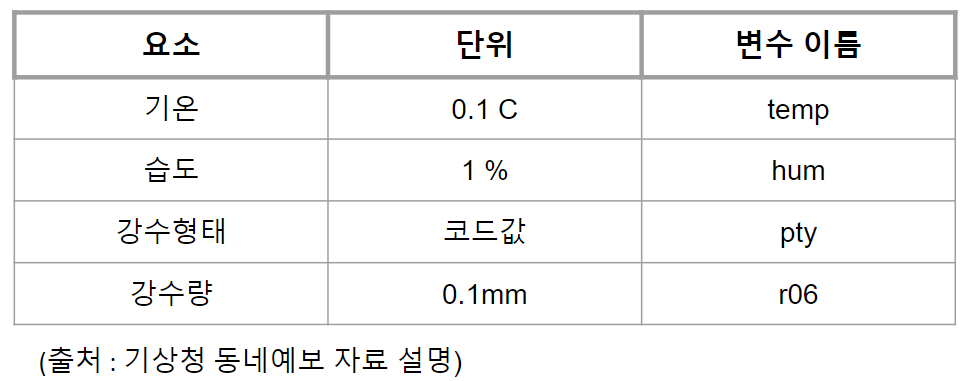 요소 단위 변수 이름
기온 0.1 C temp
습도 1 % hum
강수형태 코드값 pty
강수량 0.1mm r06
(출처 : 기상청 동네예보 자료 설명)